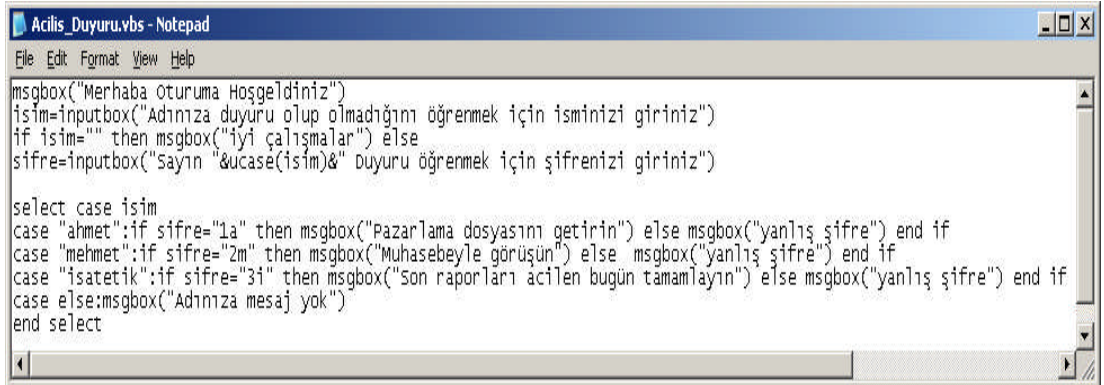 Acilis_Duyuru.vbs - Notepad
File Edit Format View Help
msgbox("Merhaba Oturuma Hoşgeldiniz")
isim=inputbox("Adınıza duyuru olup olmadığını öğrenmek için isminizi giriniz")
if isim="" then msgbox("iyi çalışmalar") else
sifre=inputbox("Sayın "&ucase(isim)&" Duyuru öğrenmek için şifrenizi giriniz")
select case isim
case "ahmet":if sifre="1a" then msgbox("Pazarlama dosyasını getirin") else msgbox("yanlış şifre") end if
case "mehmet":if sifre="2m" then msgbox("Muhasebeyle görüşün") else  msgbox("yanlış şifre") end if
case "isatetik":if sifre="3i" then msgbox("Son raporları acilen bugün tamamlayın") else msgbox("yanlış şifre") end if
case else:msgbox("Adınıza mesaj yok")
end select